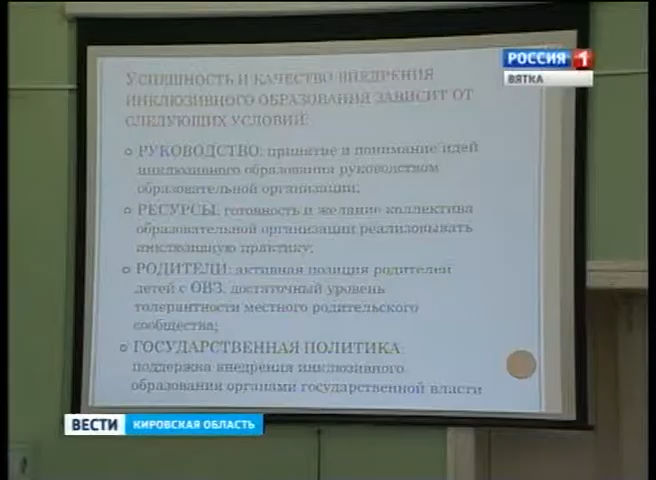 РОССИЯ 1
ВЯТКА
УСПЕШНОСТЬ И КАЧЕСТВО ВНЕДРЕНИЯ
ИНКЛЮЗИВНОГО ОБРАЗОВАНИЯ ЗАВИСИТ ОТ
СЛЕДУЮЩИХ УСЛОВИЙ:
РУКОВОДСТВО: принятие и понимание идей
инклюзивного образования руководством
образовательной организации;
РЕСУРСЫ: готовность и желание коллектива
образовательной организации реализовывать
инклюзивную практику;
РОДИТЕЛИ: активная позиция родителей
детей с ОВЗ, достаточный уровень
толерантности местного родительского
сообщества;
ГОСУДАРСТВЕННАЯ ПОЛИТИКА:
поддержка внедрения инклюзивного
образования органами государственной власти
ВЕСТИ КИРОВСКАЯ ОБЛАСТЬ